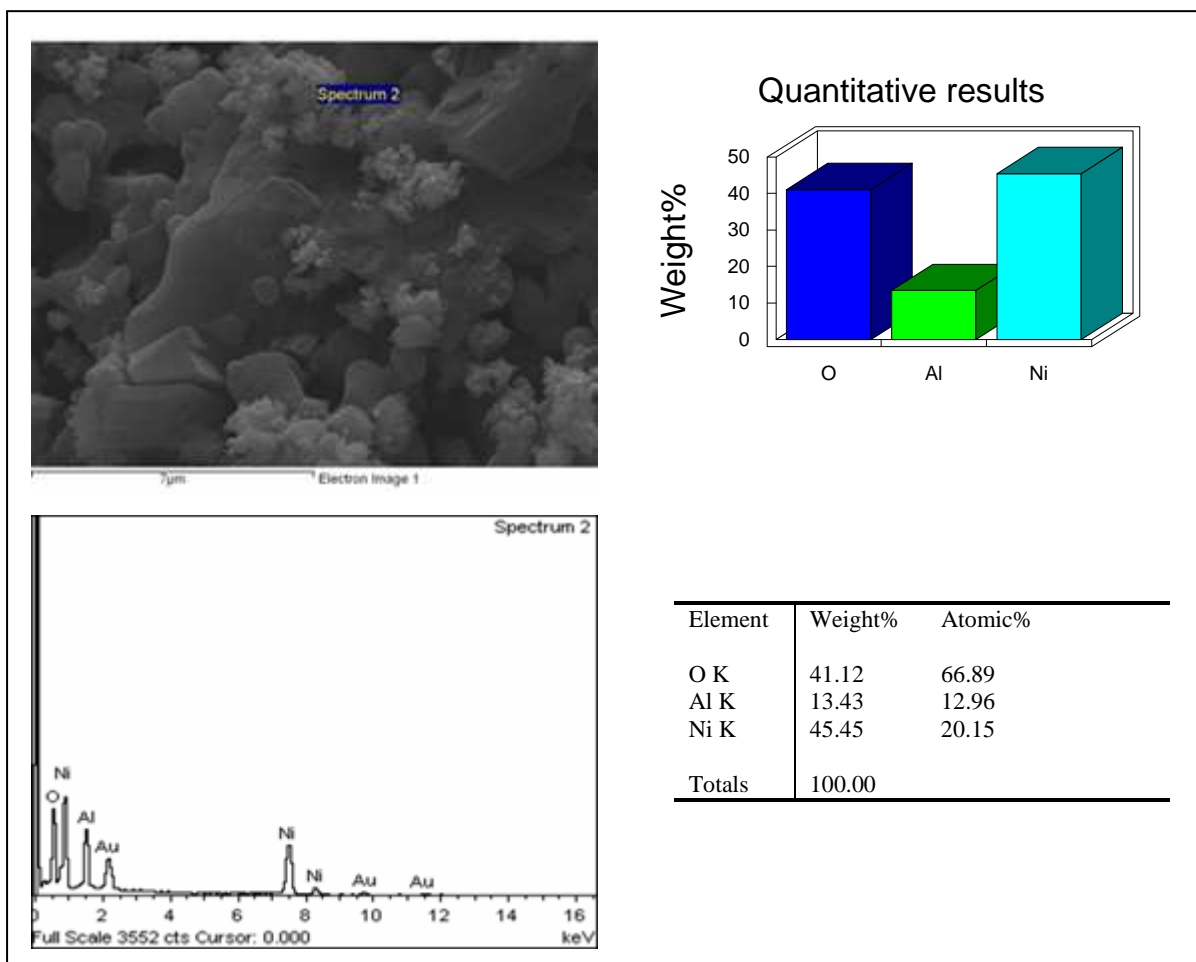 Spectrum 2
7µm Electron Image 1
Quantitative results
Weight%
50
40
30
20
10
0
O Al Ni
Spectrum 2
Ni
O
Al
Au
Ni
Ni
Au
Au
0 2 4 6 8 10 12 14 16
Full Scale 3552 cts Cursor: 0.000 keV
Element Weight% Atomic%
O K 41.12 66.89
Al K 13.43 12.96
Ni K 45.45 20.15
Totals 100.00